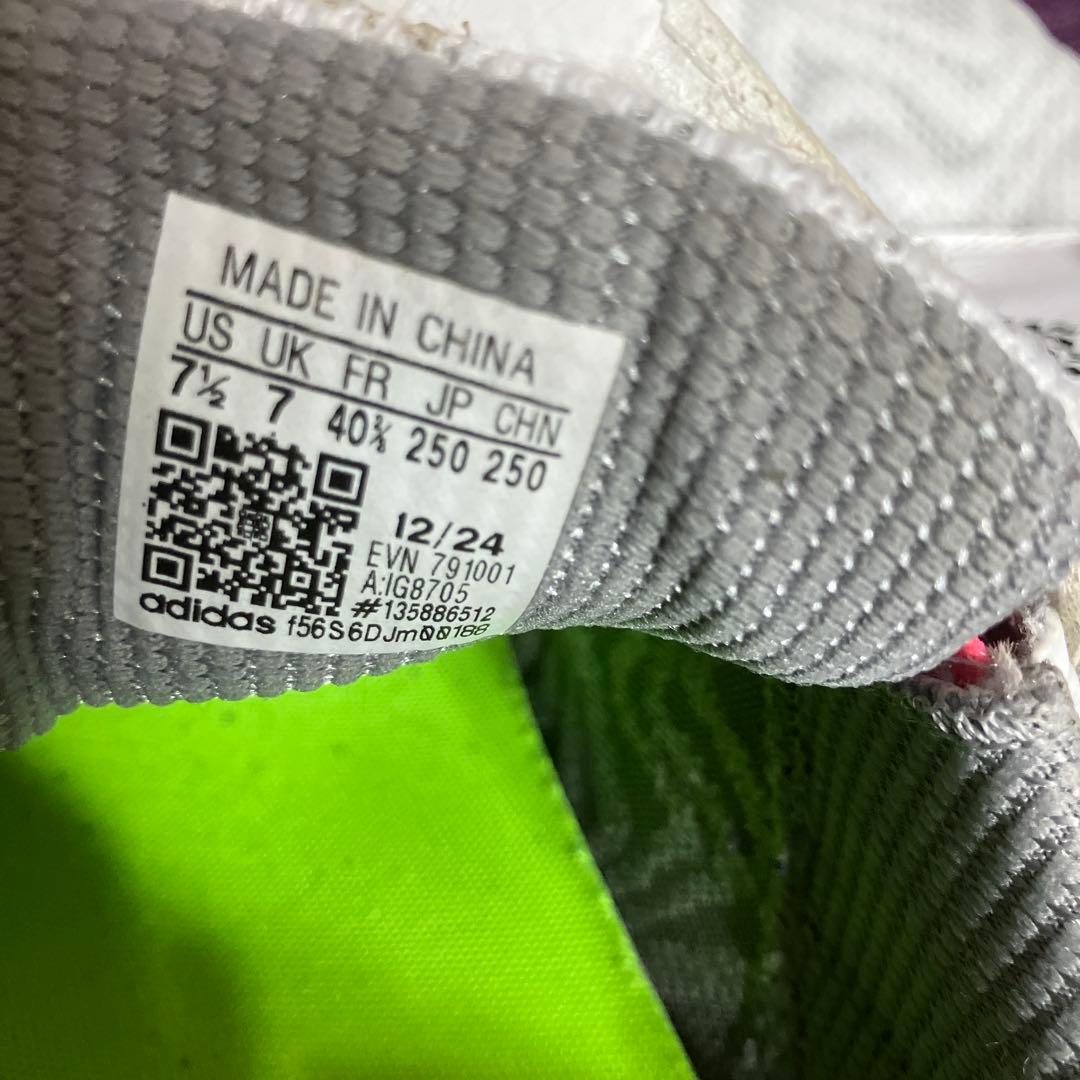 MADE IN CHINA
US UK FR JP CHN
7½ 7 40⅔ 250 250
12/24
EVN 791001
A:IG8705
#135886512
adidas f56S6DJm00188